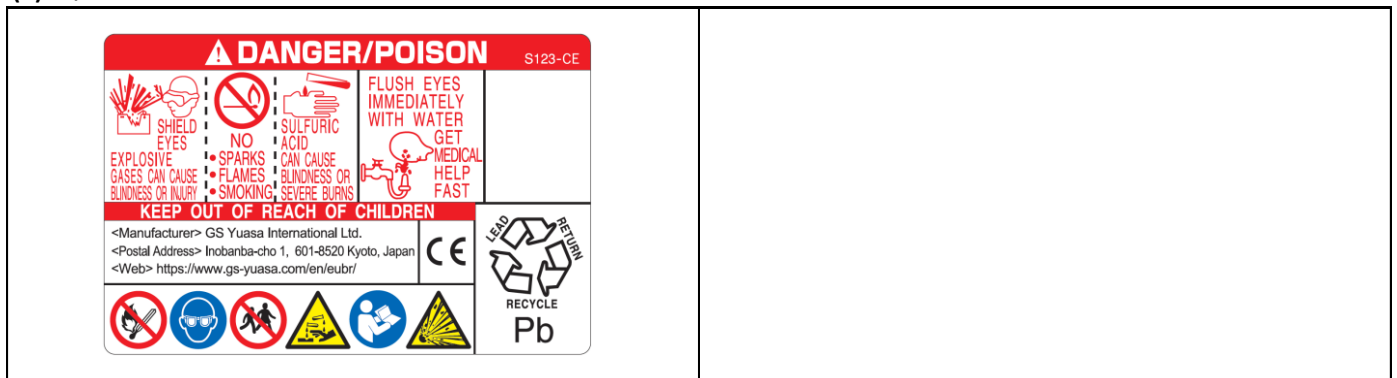 DANGER/POISON
S123-CE
SHIELD
EYES
EXPLOSIVE
GASES CAN CAUSE
BLINDNESS OR INJURY
NO
• SPARKS
• FLAMES
• SMOKING
SULFURIC
ACID
CAN CAUSE
BLINDNESS OR
SEVERE BURNS
FLUSH EYES
IMMEDIATELY
WITH WATER
GET
MEDICAL
HELP
FAST
KEEP OUT OF REACH OF CHILDREN
<Manufacturer> GS Yuasa International Ltd.
<Postal Address> Inobanba-cho 1, 601-8520 Kyoto, Japan
<Web> https://www.gs-yuasa.com/en/eubr/
CE
LEAD
RETURN
RECYCLE
Pb